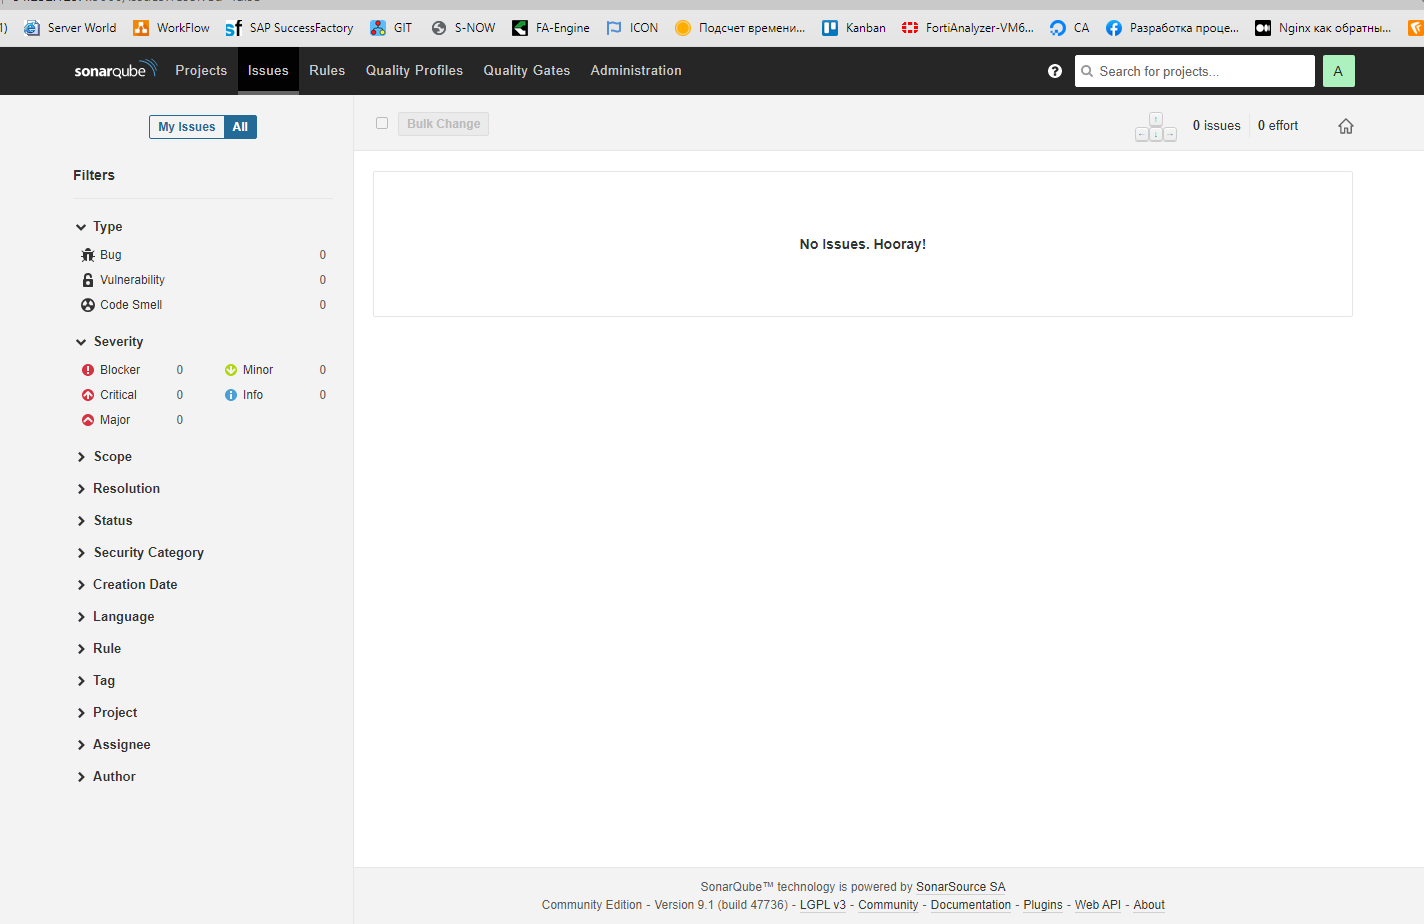 1) Server World WorkFlow SAP SuccessFactory GIT S-NOW FA-Engine ICON Подсчет времени... Kanban FortiAnalyzer-VM6... CA Разработка проце... Nginx как обратны...
sonarqube Projects Issues Rules Quality Profiles Quality Gates Administration Search for projects... A
My Issues All
Bulk Change 0 issues 0 effort
Filters
Type
Bug 0
Vulnerability 0
Code Smell 0
No Issues. Hooray!
Severity
Blocker 0 Minor 0
Critical 0 Info 0
Major 0
Scope
Resolution
Status
Security Category
Creation Date
Language
Rule
Tag
Project
Assignee
Author
SonarQube™ technology is powered by SonarSource SA
Community Edition - Version 9.1 (build 47736) - LGPL v3 - Community - Documentation - Plugins - Web API - About